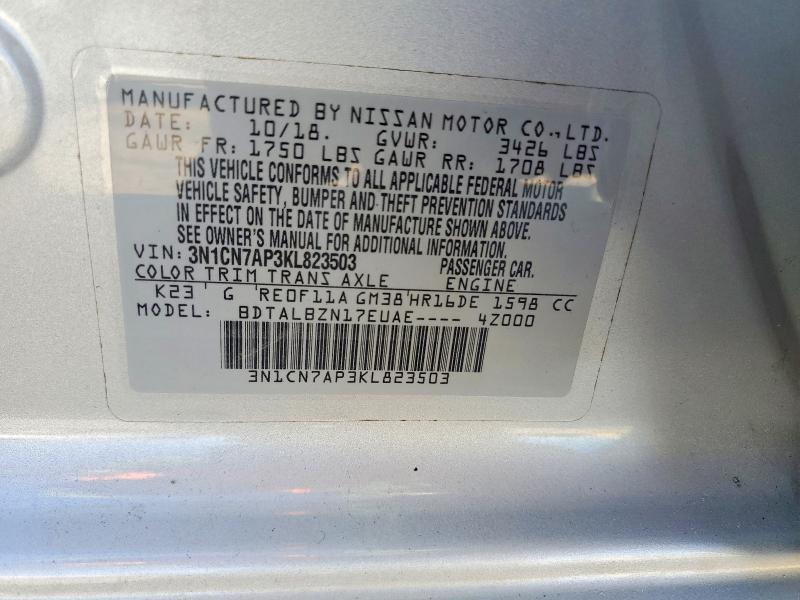 MANUFACTURED BY NISSAN MOTOR CO.,LTD.
DATE: 10/18. GVWR: 3426 LBS
GAWR FR: 1750 LBS GAWR RR: 1708 LBS
THIS VEHICLE CONFORMS TO ALL APPLICABLE FEDERAL MOTOR
VEHICLE SAFETY, BUMPER AND THEFT PREVENTION STANDARDS
IN EFFECT ON THE DATE OF MANUFACTURE SHOWN ABOVE.
SEE OWNER'S MANUAL FOR ADDITIONAL INFORMATION.
VIN: 3N1CN7AP3KL823503 PASSENGER CAR.
COLOR TRIM TRANS AXLE ENGINE
K23 ' G 'RE0F11A GM38'HR16DE 1598 CC
MODEL: BDTALBZN17EUAE---- 4Z000
3N1CN7AP3KL823503